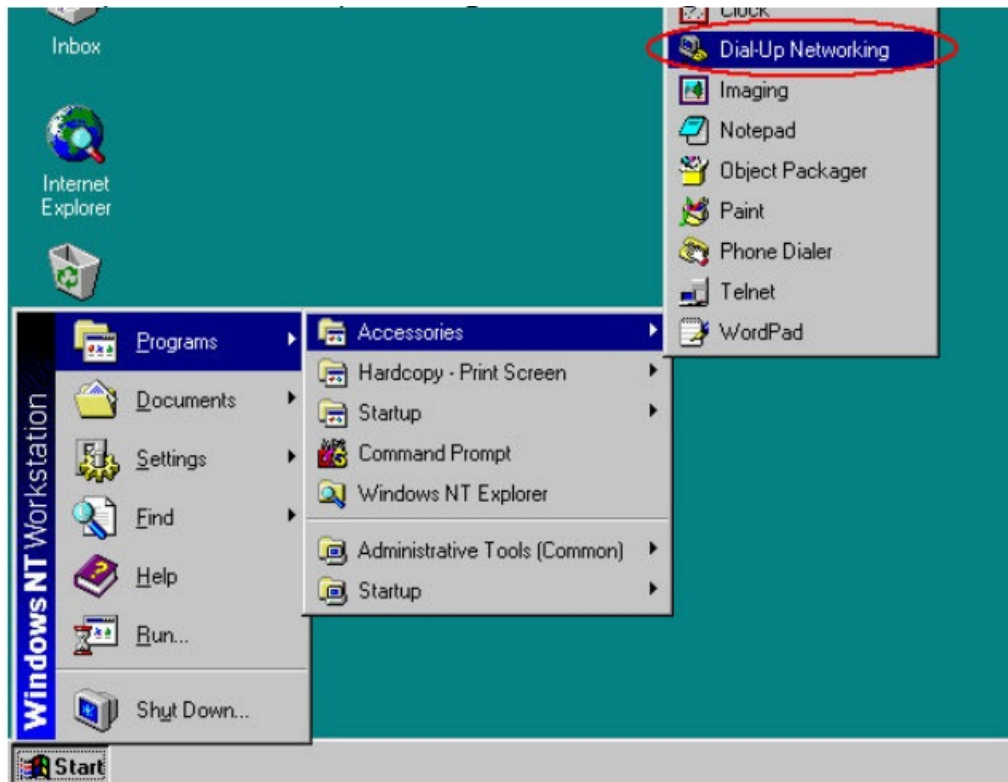 Inbox
Internet
Explorer
Clock
Dial-Up Networking
Imaging
Notepad
Object Packager
Paint
Phone Dialer
Telnet
WordPad
Accessories
Hardcopy - Print Screen
Startup
Command Prompt
Windows NT Explorer
Administrative Tools (Common)
Startup
Programs
Documents
Settings
Find
Help
Run...
Shut Down...
Windows NT Workstation
Start